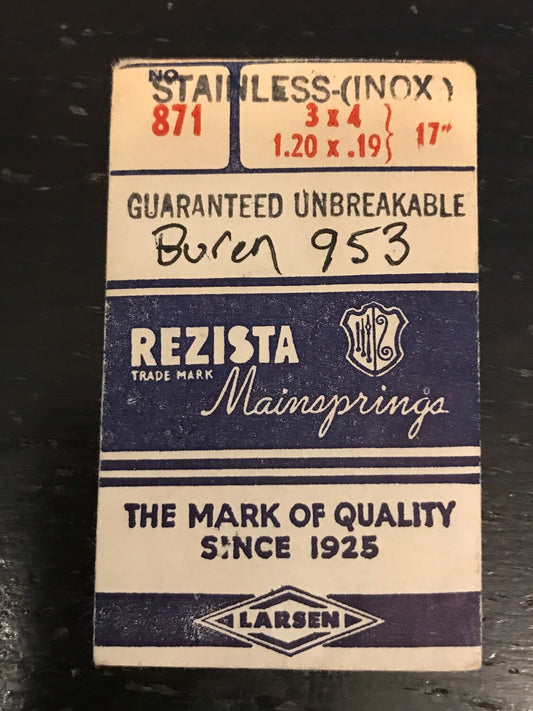 STAINLESS-(INOX)
NO.
871
3 x 4
1.20 x .19} 17"
GUARANTEED UNBREAKABLE
Buren 953
REZISTA
TRADE MARK
Mainsprings
THE MARK OF QUALITY
SINCE 1925
LARSEN